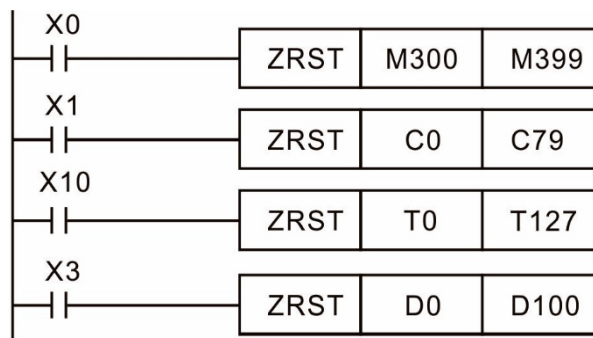 X0
ZRST M300 M399
X1
ZRST C0 C79
X10
ZRST T0 T127
X3
ZRST D0 D100